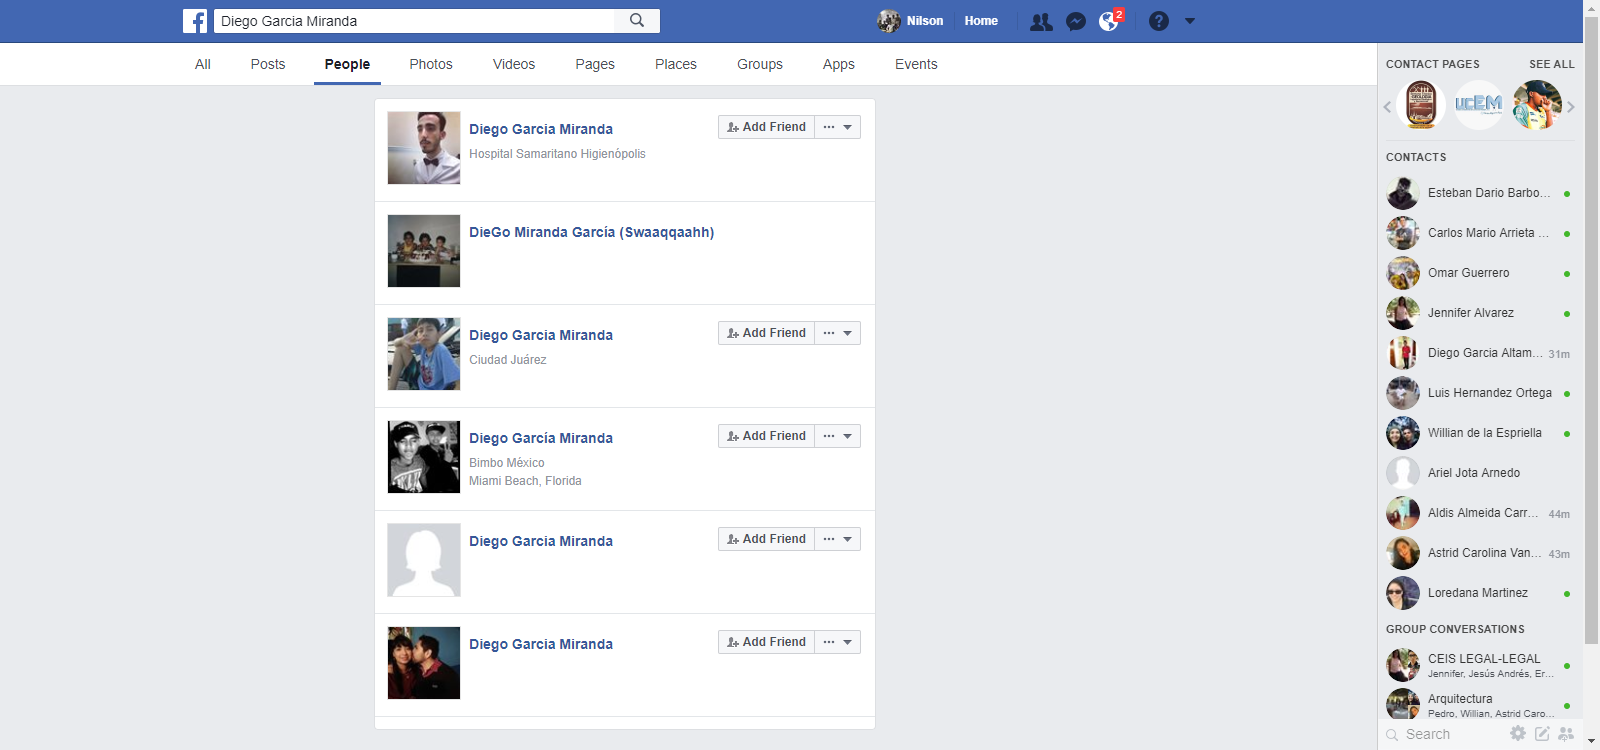 Diego Garcia Miranda
Nilson
Home
2
All
Posts
People
Photos
Videos
Pages
Places
Groups
Apps
Events
Diego Garcia Miranda
Add Friend
Hospital Samaritano Higienópolis
DieGo Miranda García (Swaaqqaahh)
Diego Garcia Miranda
Add Friend
Ciudad Juárez
Diego García Miranda
Add Friend
Bimbo México
Miami Beach, Florida
Diego Garcia Miranda
Add Friend
Diego Garcia Miranda
Add Friend
CONTACT PAGES
SEE ALL
UCEM
CONTACTS
Esteban Dario Barbo...
Carlos Mario Arrieta ...
Omar Guerrero
Jennifer Alvarez
Diego Garcia Altam... 31m
Luis Hernandez Ortega
Willian de la Espriella
Ariel Jota Arnedo
Aldis Almeida Carr... 44m
Astrid Carolina Van... 43m
Loredana Martinez
GROUP CONVERSATIONS
CEIS LEGAL-LEGAL
Jennifer, Jesús Andrés, Er...
Arquitectura
Pedro, Willian, Astrid Caro...
Search